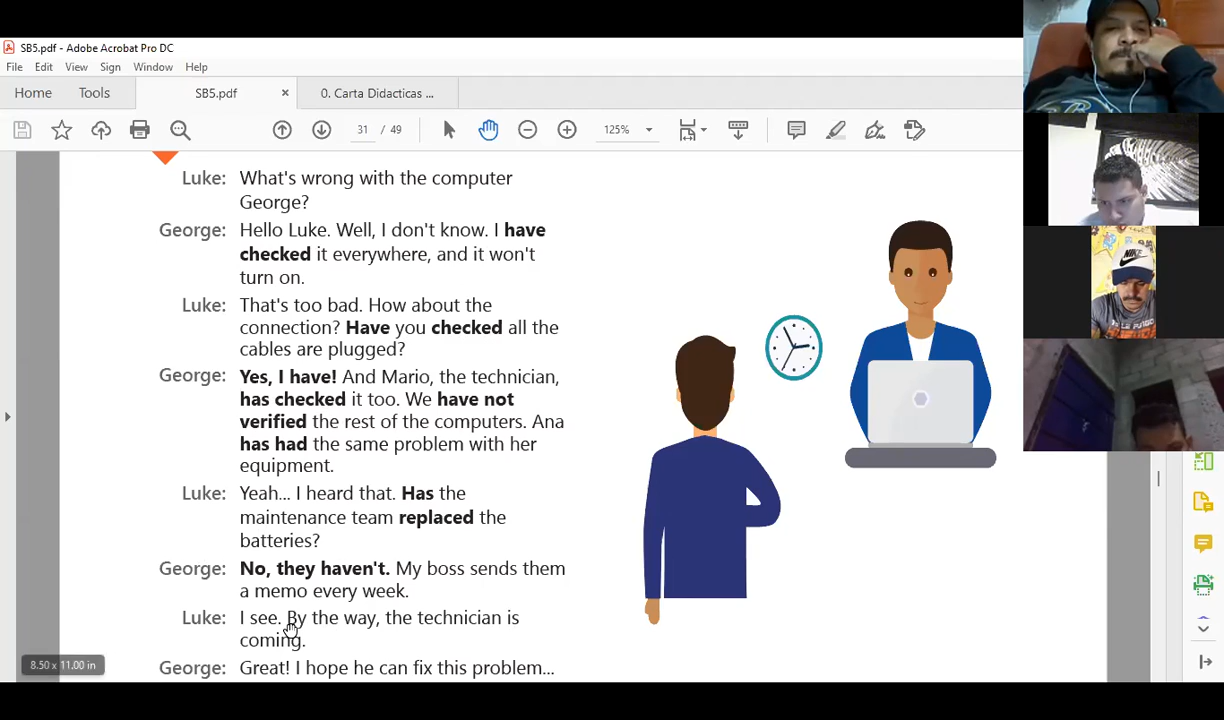 SB5.pdf - Adobe Acrobat Pro DC
File Edit View Sign Window Help
Home Tools SB5.pdf × 0. Carta Didacticas ...
31 / 49 125%
Luke: What's wrong with the computer
George?
George: Hello Luke. Well, I don't know. I have
checked it everywhere, and it won't
turn on.
Luke: That's too bad. How about the
connection? Have you checked all the
cables are plugged?
George: Yes, I have! And Mario, the technician,
has checked it too. We have not
verified the rest of the computers. Ana
has had the same problem with her
equipment.
Luke: Yeah... I heard that. Has the
maintenance team replaced the
batteries?
George: No, they haven't. My boss sends them
a memo every week.
Luke: I see. By the way, the technician is
coming.
George: Great! I hope he can fix this problem...
8.50 x 11.00 in
NIKE